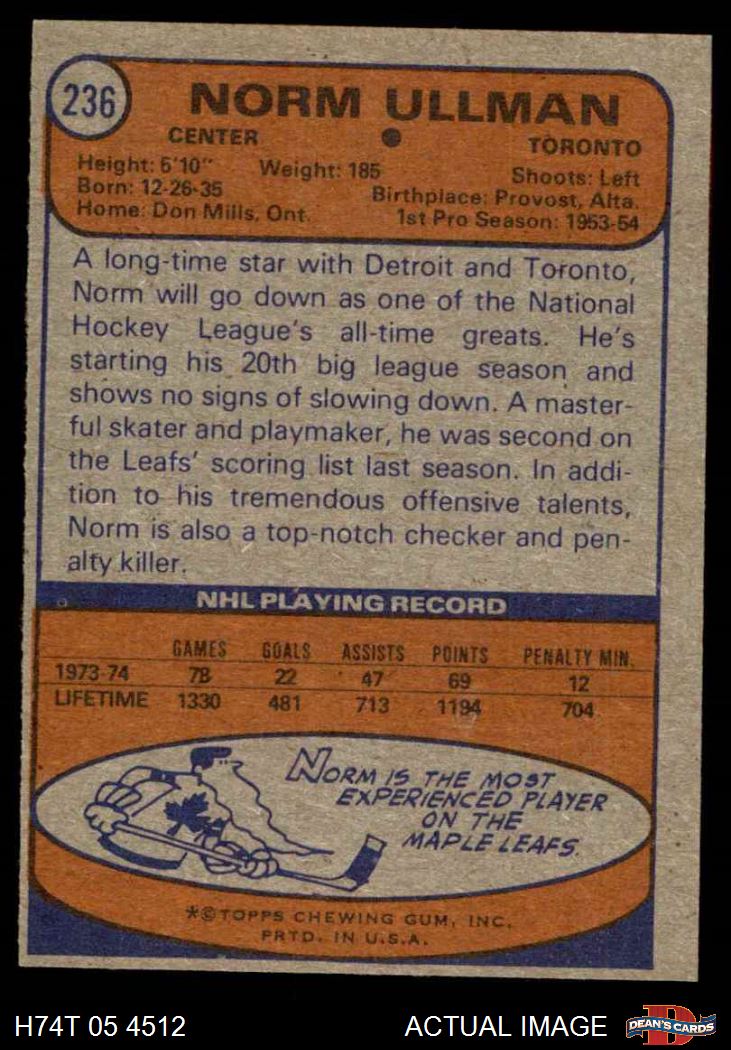 236
NORM ULLMAN
CENTER
TORONTO
Height: 5'10" Weight: 185 Shoots: Left
Born: 12-26-35 Birthplace: Provost, Alta.
Home: Don Mills, Ont. 1st Pro Season: 1953-54
A long-time star with Detroit and Toronto,
Norm will go down as one of the National
Hockey League's all-time greats. He's
starting his 20th big league season and
shows no signs of slowing down. A master-
ful skater and playmaker, he was second on
the Leafs' scoring list last season. In addi-
tion to his tremendous offensive talents,
Norm is also a top-notch checker and pen-
alty killer.
NHL PLAYING RECORD
GAMES GOALS ASSISTS POINTS PENALTY MIN.
1973-74 78 22 47 69 12
LIFETIME 1330 481 713 1194 704
NORM IS THE MOST
EXPERIENCED PLAYER
ON THE
MAPLE LEAFS.
*©TOPPS CHEWING GUM, INC.
PRTD. IN U.S.A.
H74T 05 4512 ACTUAL IMAGE DEAN'S CARDS